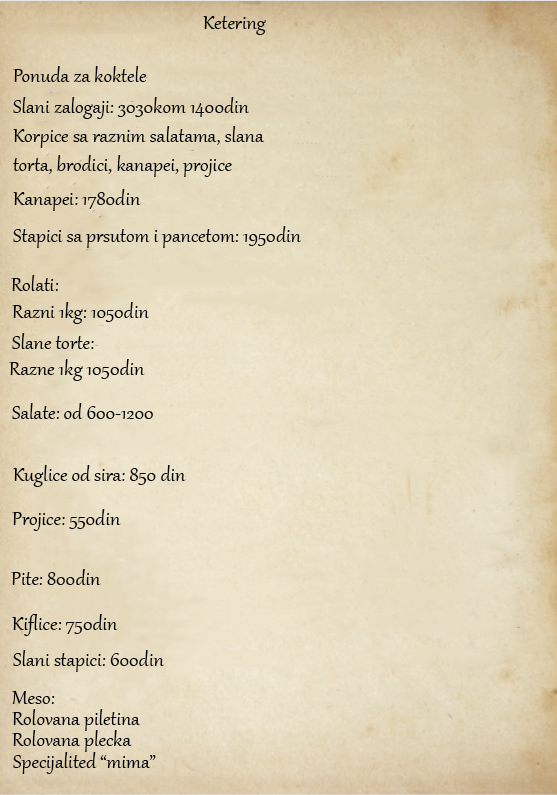 Ketering
Ponuda za koktele
Slani zalogaji: 3030kom 1400din
Korpice sa raznim salatama, slana
torta, brodici, kanapei, projice
Kanapei: 1780din
Stapici sa prsutom i pancetom: 1950din
Rolati:
Razni 1kg: 1050din
Slane torte:
Razne 1kg 1050din
Salate: od 600-1200
Kuglice od sira: 850 din
Projice: 550din
Pite: 800din
Kiflice: 750din
Slani stapici: 600din
Meso:
Rolovana piletina
Rolovana plecka
Specijalited “mima”